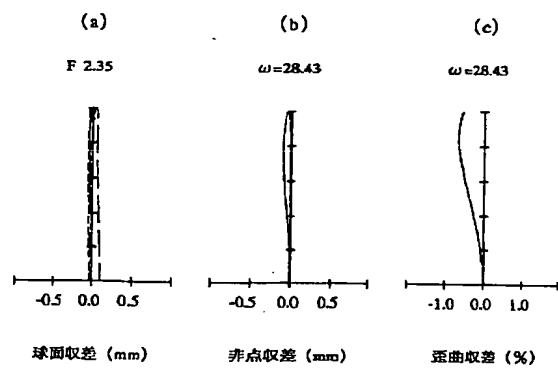 (a) (b) (c)
F 2.35 ω=28.43 ω=28.43
-0.5 0.0 0.5 -0.5 0.0 0.5 -1.0 0.0 1.0
球面収差 (mm) 非点収差 (mm) 歪曲収差 (%)